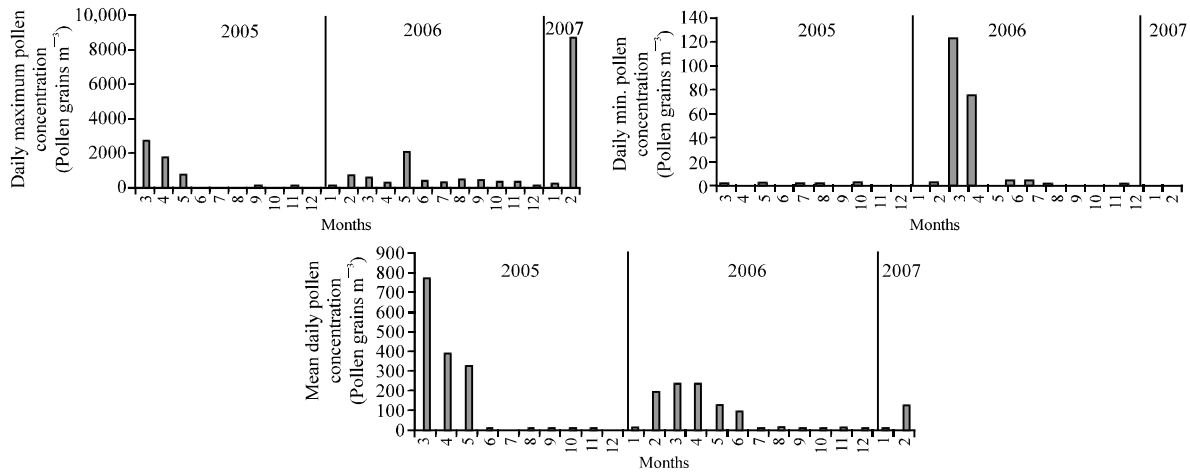 Daily maximum pollen
concentration
(Pollen grains m⁻³)
10,000
8000
6000
4000
2000
0
2005
2006
2007
3 4 5 6 7 8 9 10 11 12 1 2 3 4 5 6 7 8 9 10 11 12 1 2
Months
Daily min. pollen
concentration
(Pollen grains m⁻³)
140
120
100
80
60
40
20
0
2005
2006
2007
3 4 5 6 7 8 9 10 11 12 1 2 3 4 5 6 7 8 9 10 11 12 1 2
Months
Mean daily pollen
concentration
(Pollen grains m⁻³)
900
800
700
600
500
400
300
200
100
0
2005
2006
2007
3 4 5 6 7 8 9 10 11 12 1 2 3 4 5 6 7 8 9 10 11 12 1 2
Months